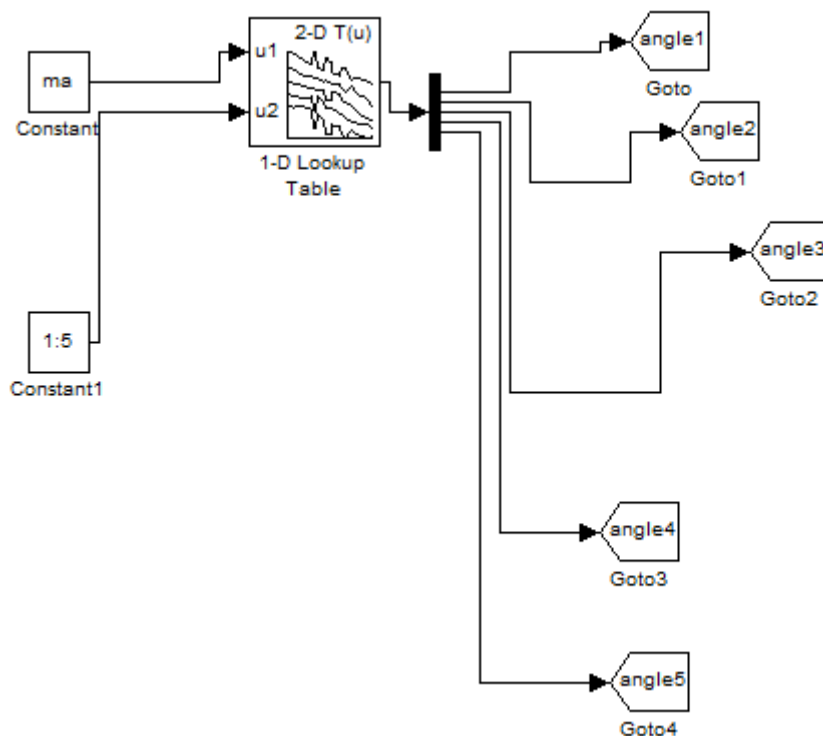 2-D T(u)
u1
u2
1-D Lookup
Table
ma
Constant
1:5
Constant1
angle1
Goto
angle2
Goto1
angle3
Goto2
angle4
Goto3
angle5
Goto4